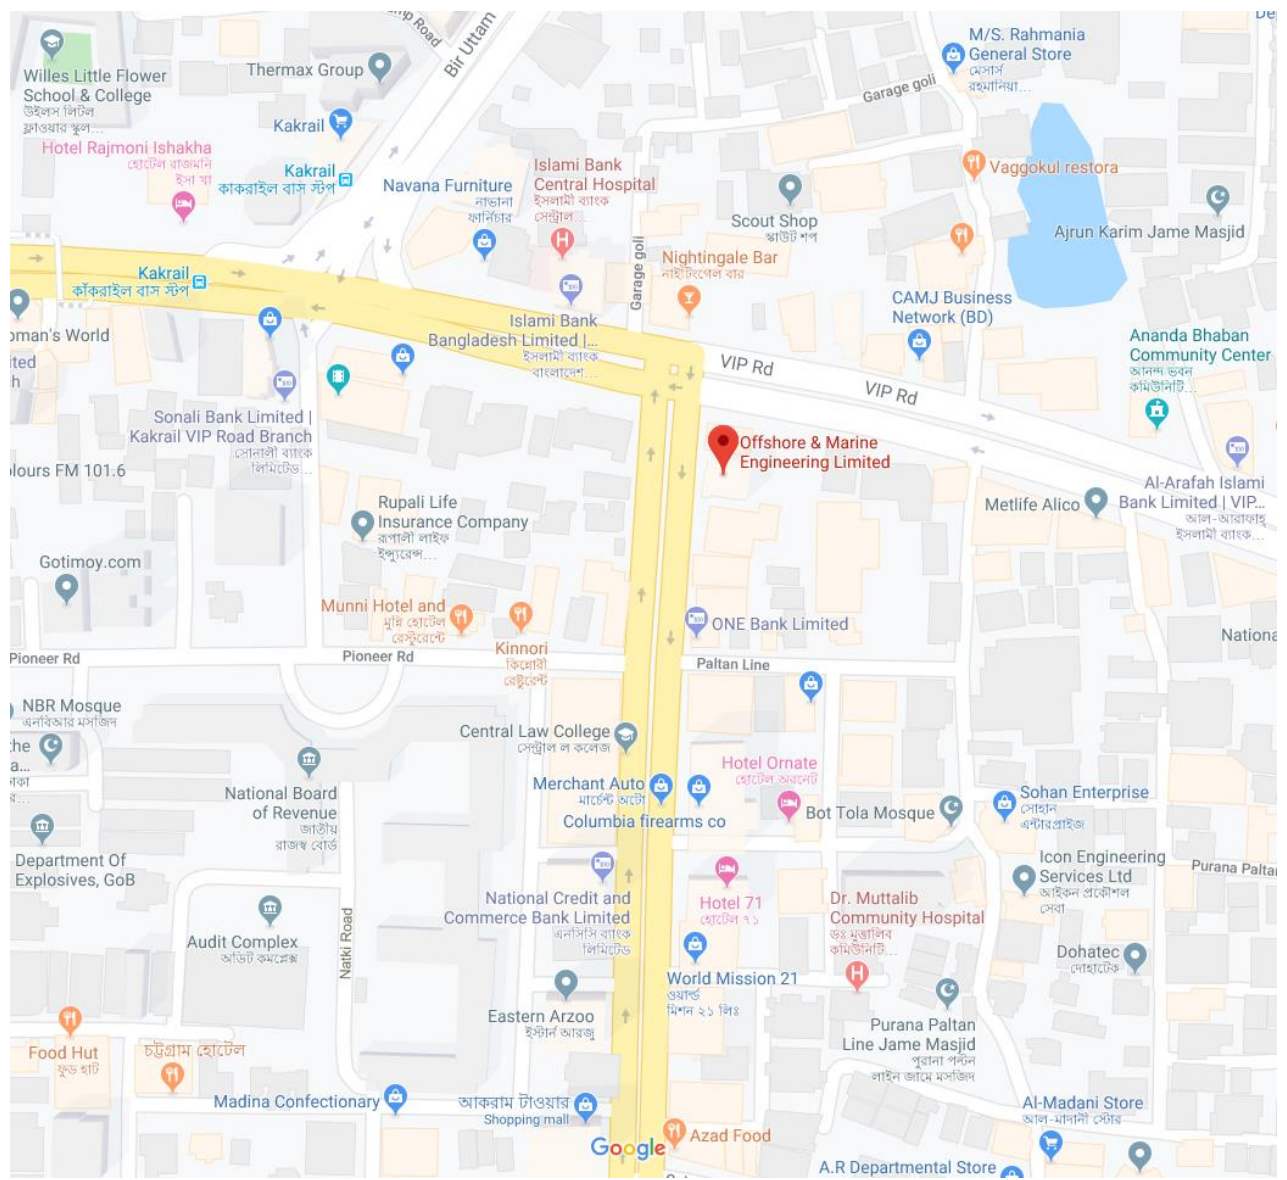 mp Road
Bir Uttam
De
M/S. Rahmania
General Store
মেসার্স
রহমানিয়া...
Willes Little Flower
School & College
উইলস লিটল
ফ্লাওয়ার স্কুল...
Thermax Group
Garage goli
Kakrail
Hotel Rajmoni Ishakha
হোটেল রাজমনি
ইসা খা
Kakrail
কাকরাইল বাস স্টপ
Navana Furniture
নাভানা
ফার্নিচার
Islami Bank
Central Hospital
ইসলামী ব্যাংক
সেন্ট্রাল...
Vaggokul restora
Scout Shop
স্কাউট শপ
Ajrun Karim Jame Masjid
Garage goli
Nightingale Bar
নাইটিংগেল বার
Kakrail
কাঁকরাইল বাস স্টপ
CAMJ Business
Network (BD)
oman's World
Islami Bank
Bangladesh Limited |...
ইসলামী ব্যাংক
বাংলাদেশ...
Ananda Bhaban
Community Center
আনন্দ ভবন
কমিউনিটি...
ited
h
VIP Rd
VIP Rd
Sonali Bank Limited |
Kakrail VIP Road Branch
সোনালী ব্যাংক
লিমিটেড...
Offshore & Marine
Engineering Limited
olours FM 101.6
Al-Arafah Islami
Bank Limited | VIP...
আল-আরাফাহ্
ইসলামী ব্যাংক...
Metlife Alico
Rupali Life
Insurance Company
রূপালী লাইফ
ইন্স্যুরেন্স...
Gotimoy.com
Munni Hotel and
মুন্নি হোটেল
রেস্টুরেন্টে
ONE Bank Limited
Kinnori
কিন্নোরী
রেষ্টুরেন্ট
Nationa
Pioneer Rd
Pioneer Rd
Paltan Line
NBR Mosque
এনবিআর মসজিদ
the
a...
াকা
র...
Central Law College
সেন্ট্রাল ল কলেজ
Hotel Ornate
হোটেল অরনেট
National Board
of Revenue
জাতীয়
রাজস্ব বোর্ড
Merchant Auto
মার্চেন্ট অটো
Columbia firearms co
Bot Tola Mosque
Sohan Enterprise
সোহান
এন্টারপ্রাইজ
Department Of
Explosives, GoB
Icon Engineering
Services Ltd
আইকন প্রকৌশল
সেবা
Purana Paltan
National Credit and
Commerce Bank Limited
এনসিসি ব্যাংক
লিমিটেড
Hotel 71
হোটেল ৭১
Dr. Muttalib
Community Hospital
ডঃ মুত্তালিব
কমিউনিটি...
Audit Complex
অডিট কমপ্লেক্স
Natki Road
Dohatec
দোহাটেক
World Mission 21
ওয়ার্ল্ড
মিশন ২১ লিঃ
Eastern Arzoo
ইস্টার্ন আরজু
Purana Paltan
Line Jame Masjid
পুরানা পল্টন
লাইন জামে মসজিদ
Food Hut
ফুড হাট
চট্টগ্রাম হোটেল
Madina Confectionary
আকরাম টাওয়ার
Shopping mall
Al-Madani Store
আল-মাদানী স্টোর
Google
Azad Food
A.R Departmental Store